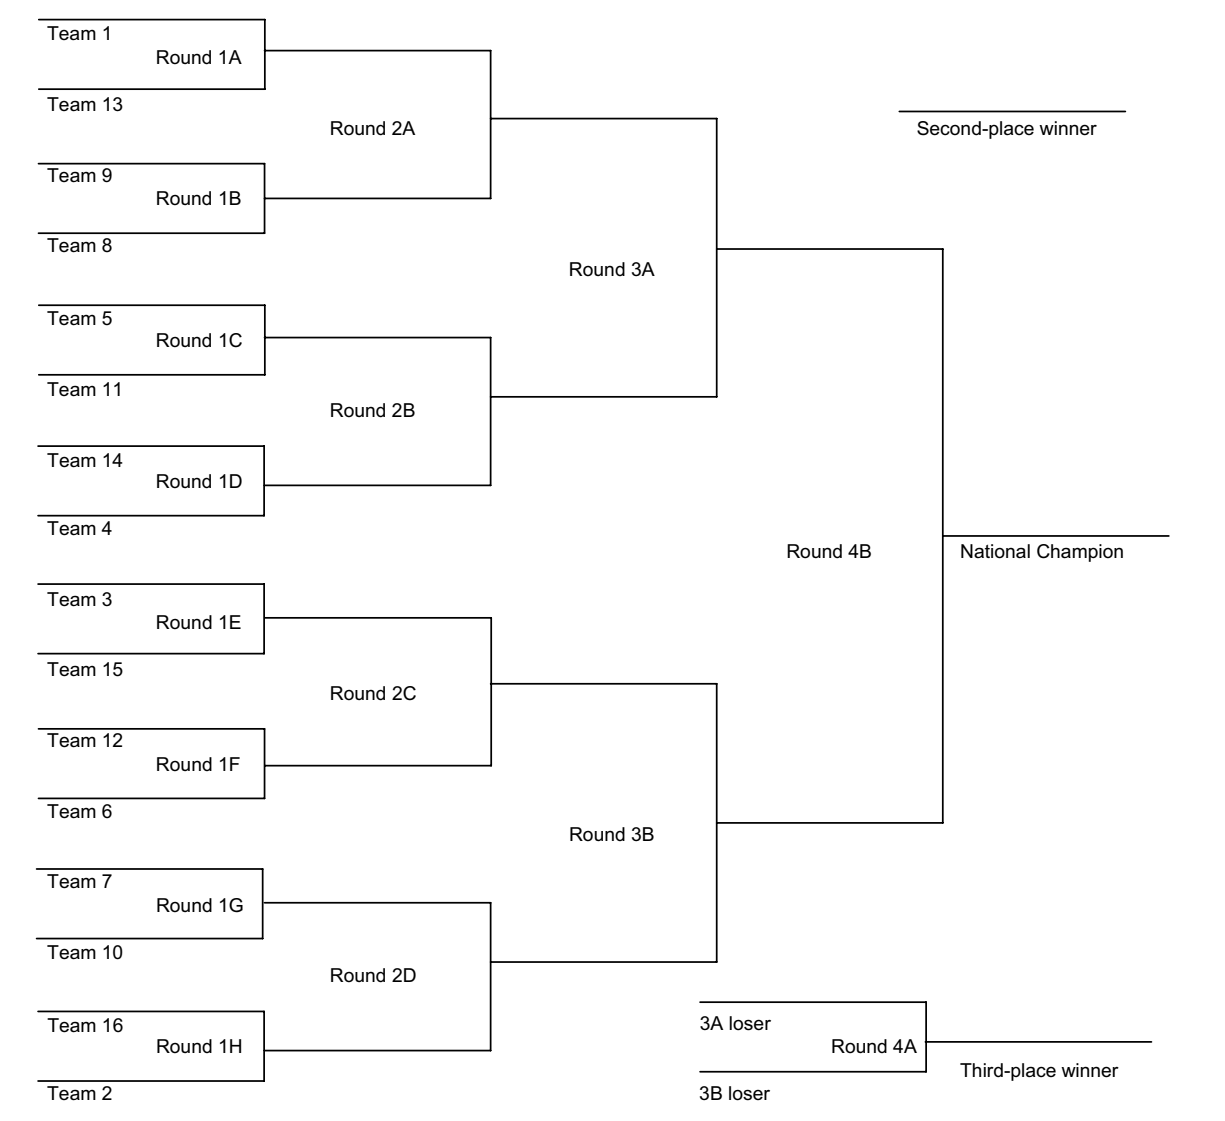 Team 1
Round 1A
Team 13
Round 2A
Second-place winner
Team 9
Round 1B
Team 8
Round 3A
Team 5
Round 1C
Team 11
Round 2B
Team 14
Round 1D
Team 4
Round 4B
National Champion
Team 3
Round 1E
Team 15
Round 2C
Team 12
Round 1F
Team 6
Round 3B
Team 7
Round 1G
Team 10
Round 2D
Team 16
Round 1H
Team 2
3A loser
Round 4A
Third-place winner
3B loser